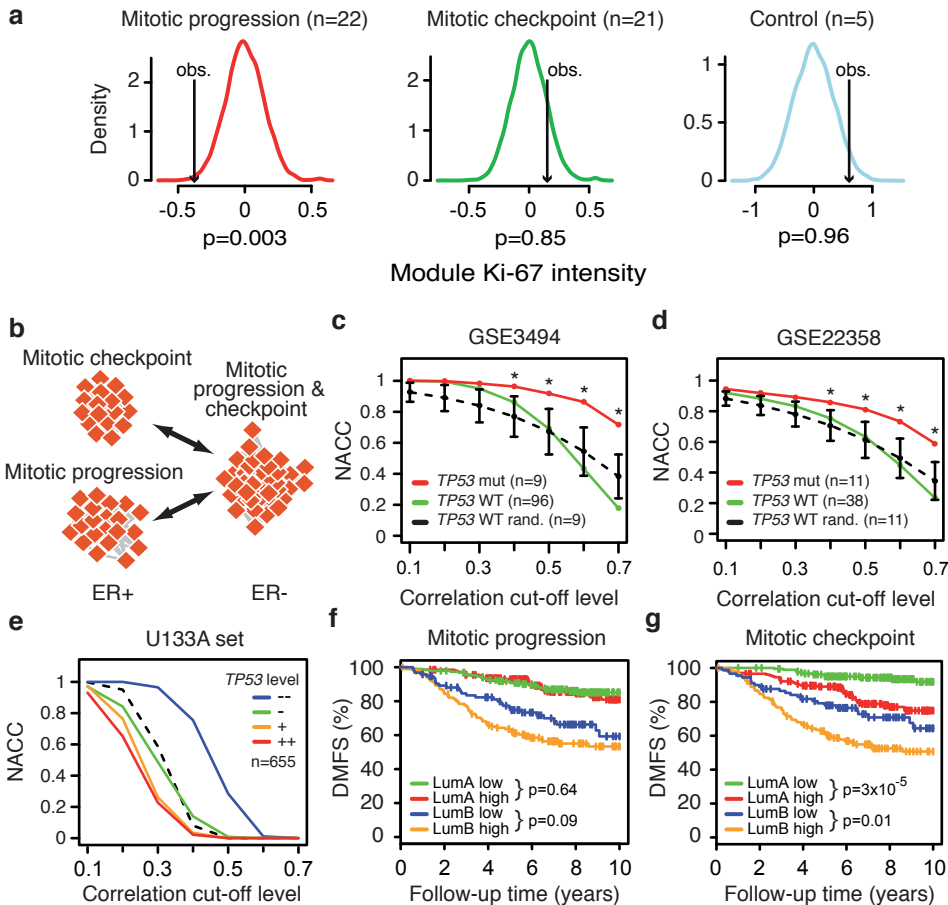 a
Mitotic progression (n=22)
Mitotic checkpoint (n=21)
Control (n=5)
Density
2
1
0
obs.
-0.5
0
0.5
p=0.003
2
1
0
obs.
-0.5
0
0.5
p=0.85
1
0.5
0
obs.
-1
0
1
p=0.96
Module Ki-67 intensity
b
Mitotic checkpoint
Mitotic
progression &
checkpoint
Mitotic progression
ER+
ER-
c
GSE3494
NACC
1
0.8
0.6
0.4
0.2
0
* * * *
TP53 mut (n=9)
TP53 WT (n=96)
TP53 WT rand. (n=9)
0.1
0.3
0.5
0.7
Correlation cut-off level
d
GSE22358
NACC
1
0.8
0.6
0.4
0.2
0
* * * *
TP53 mut (n=11)
TP53 WT (n=38)
TP53 WT rand. (n=11)
0.1
0.3
0.5
0.7
Correlation cut-off level
e
U133A set
NACC
1
0.8
0.6
0.4
0.2
0
TP53 level
--
-
+
++
n=655
0.1
0.3
0.5
0.7
Correlation cut-off level
f
Mitotic progression
DMFS (%)
100
80
60
40
20
0
LumA low
LumA high
} p=0.64
LumB low
LumB high
} p=0.09
0
2
4
6
8
10
Follow-up time (years)
g
Mitotic checkpoint
DMFS (%)
100
80
60
40
20
0
LumA low
LumA high
} p=3x10⁻⁵
LumB low
LumB high
} p=0.01
0
2
4
6
8
10
Follow-up time (years)